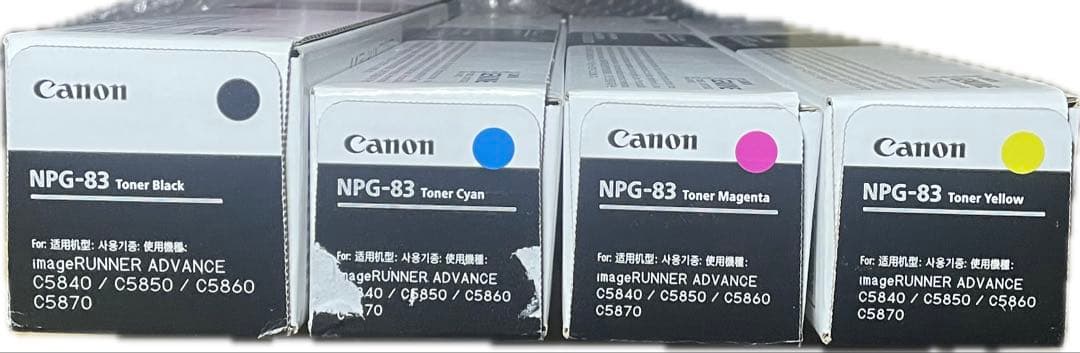 Canon
NPG-83 Toner Black
For: 适用机型: 사용기종: 使用機種:
imageRUNNER ADVANCE
C5840 / C5850 / C5860
C5870
Canon
NPG-83 Toner Cyan
适用机型: 사용기종: 使用機種:
ageRUNNER ADVANCE
840 / C5850 / C5860
70
Canon
NPG-83 Toner Magenta
For: 适用机型: 사용기종: 使用機種:
imageRUNNER ADVANCE
C5840 / C5850 / C5860
C5870
Canon
NPG-83 Toner Yellow
For: 适用机型: 사용기종: 使用機種:
imageRUNNER ADVANCE
C5840 / C5850 / C5860
C5870